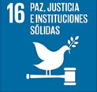 16 PAZ, JUSTICIA
E INSTITUCIONES
SÓLIDAS